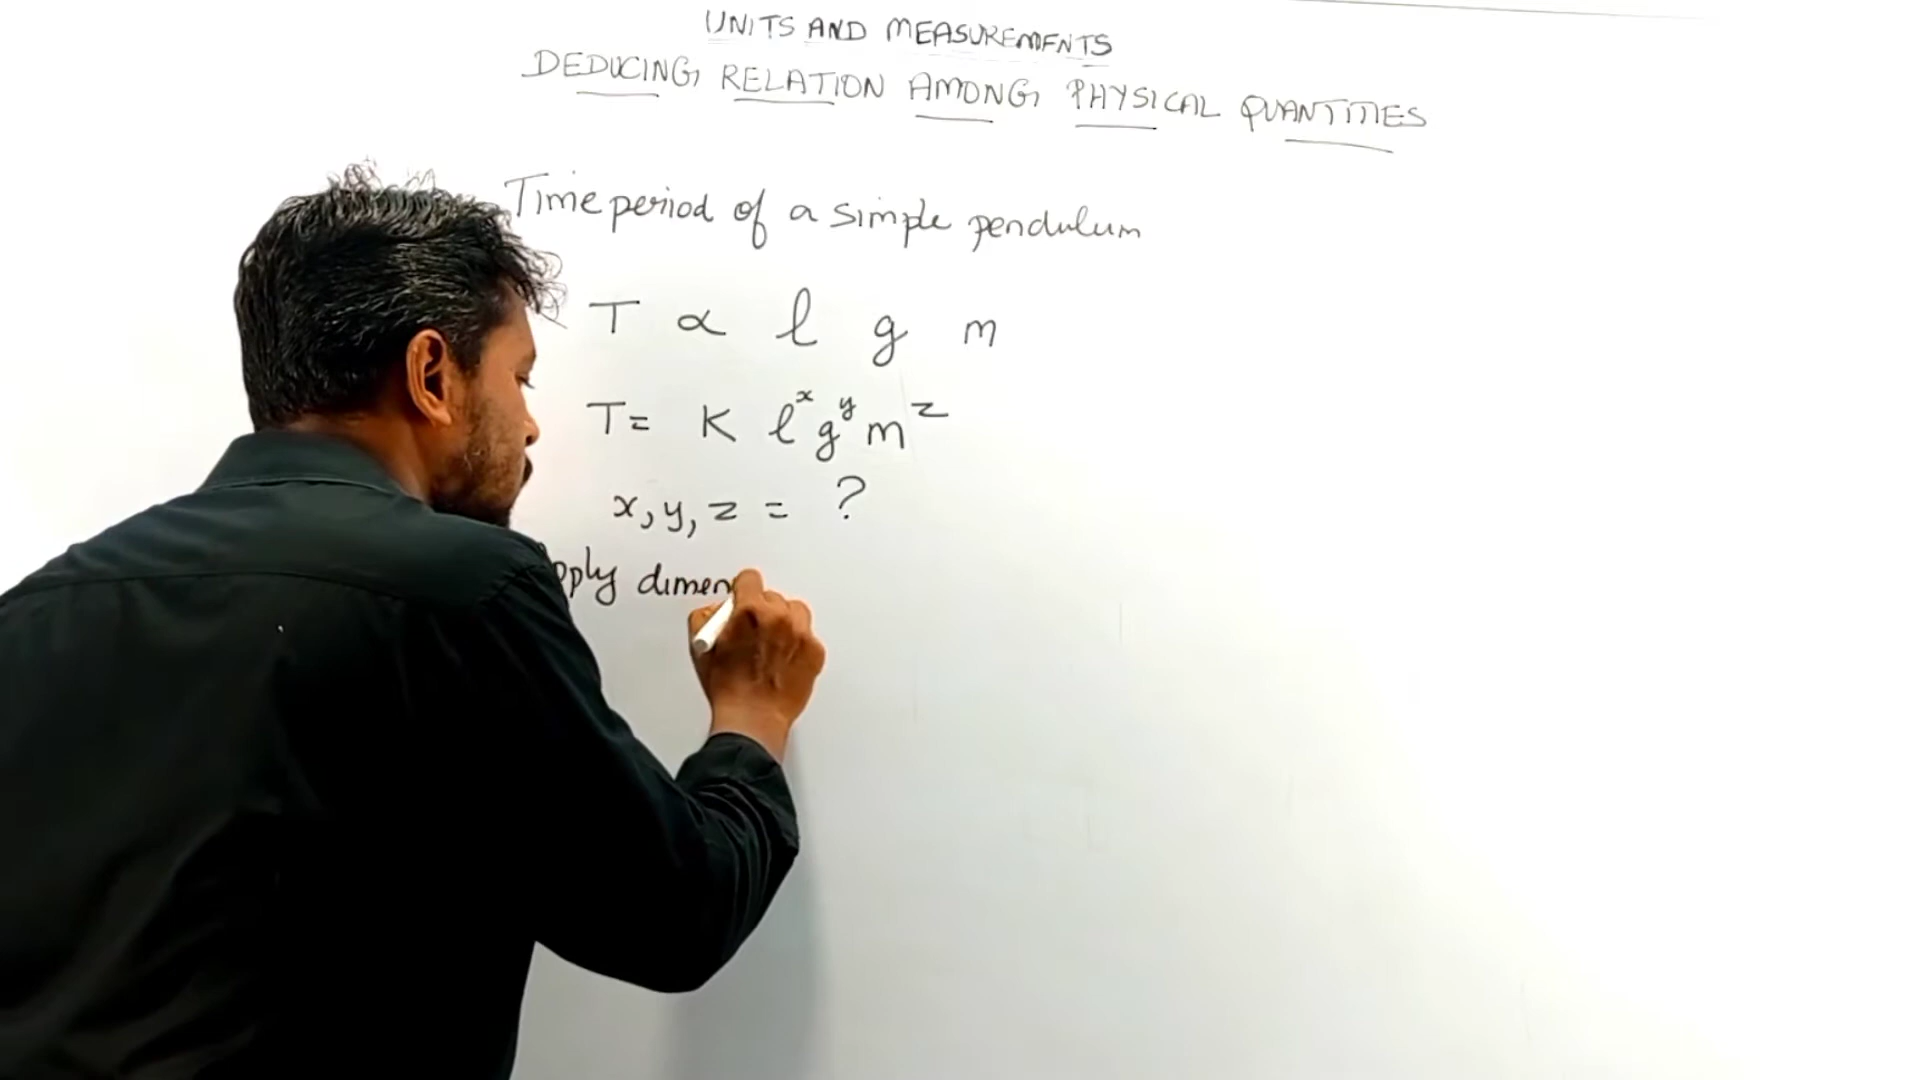 UNITS AND MEASUREMENTS
DEDUCING RELATION AMONG PHYSICAL QUANTITIES
Time period of a simple pendulum
T ∝ l g m
T = K l^x g^y m^z
x, y, z = ?
pply dimen